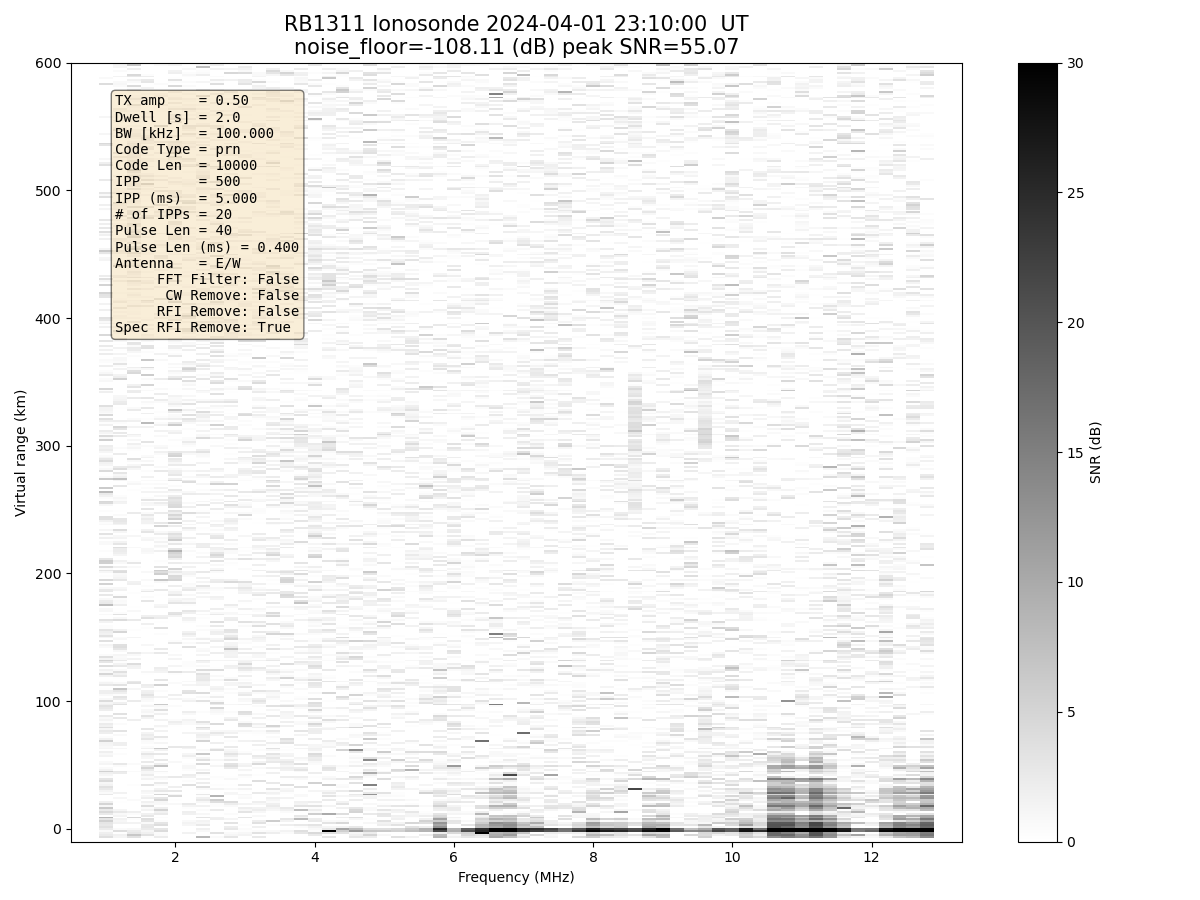 RB1311 Ionosonde 2024-04-01 23:10:00  UT
noise_floor=-108.11 (dB) peak SNR=55.07
TX amp    = 0.50
Dwell [s] = 2.0
BW [kHz]  = 100.000
Code Type = prn
Code Len  = 10000
IPP       = 500
IPP (ms)  = 5.000
# of IPPs = 20
Pulse Len = 40
Pulse Len (ms) = 0.400
Antenna   = E/W
FFT Filter: False
CW Remove: False
RFI Remove: False
Spec RFI Remove: True
600
500
400
300
200
100
0
Virtual range (km)
2
4
6
8
10
12
Frequency (MHz)
30
25
20
15
10
5
0
SNR (dB)